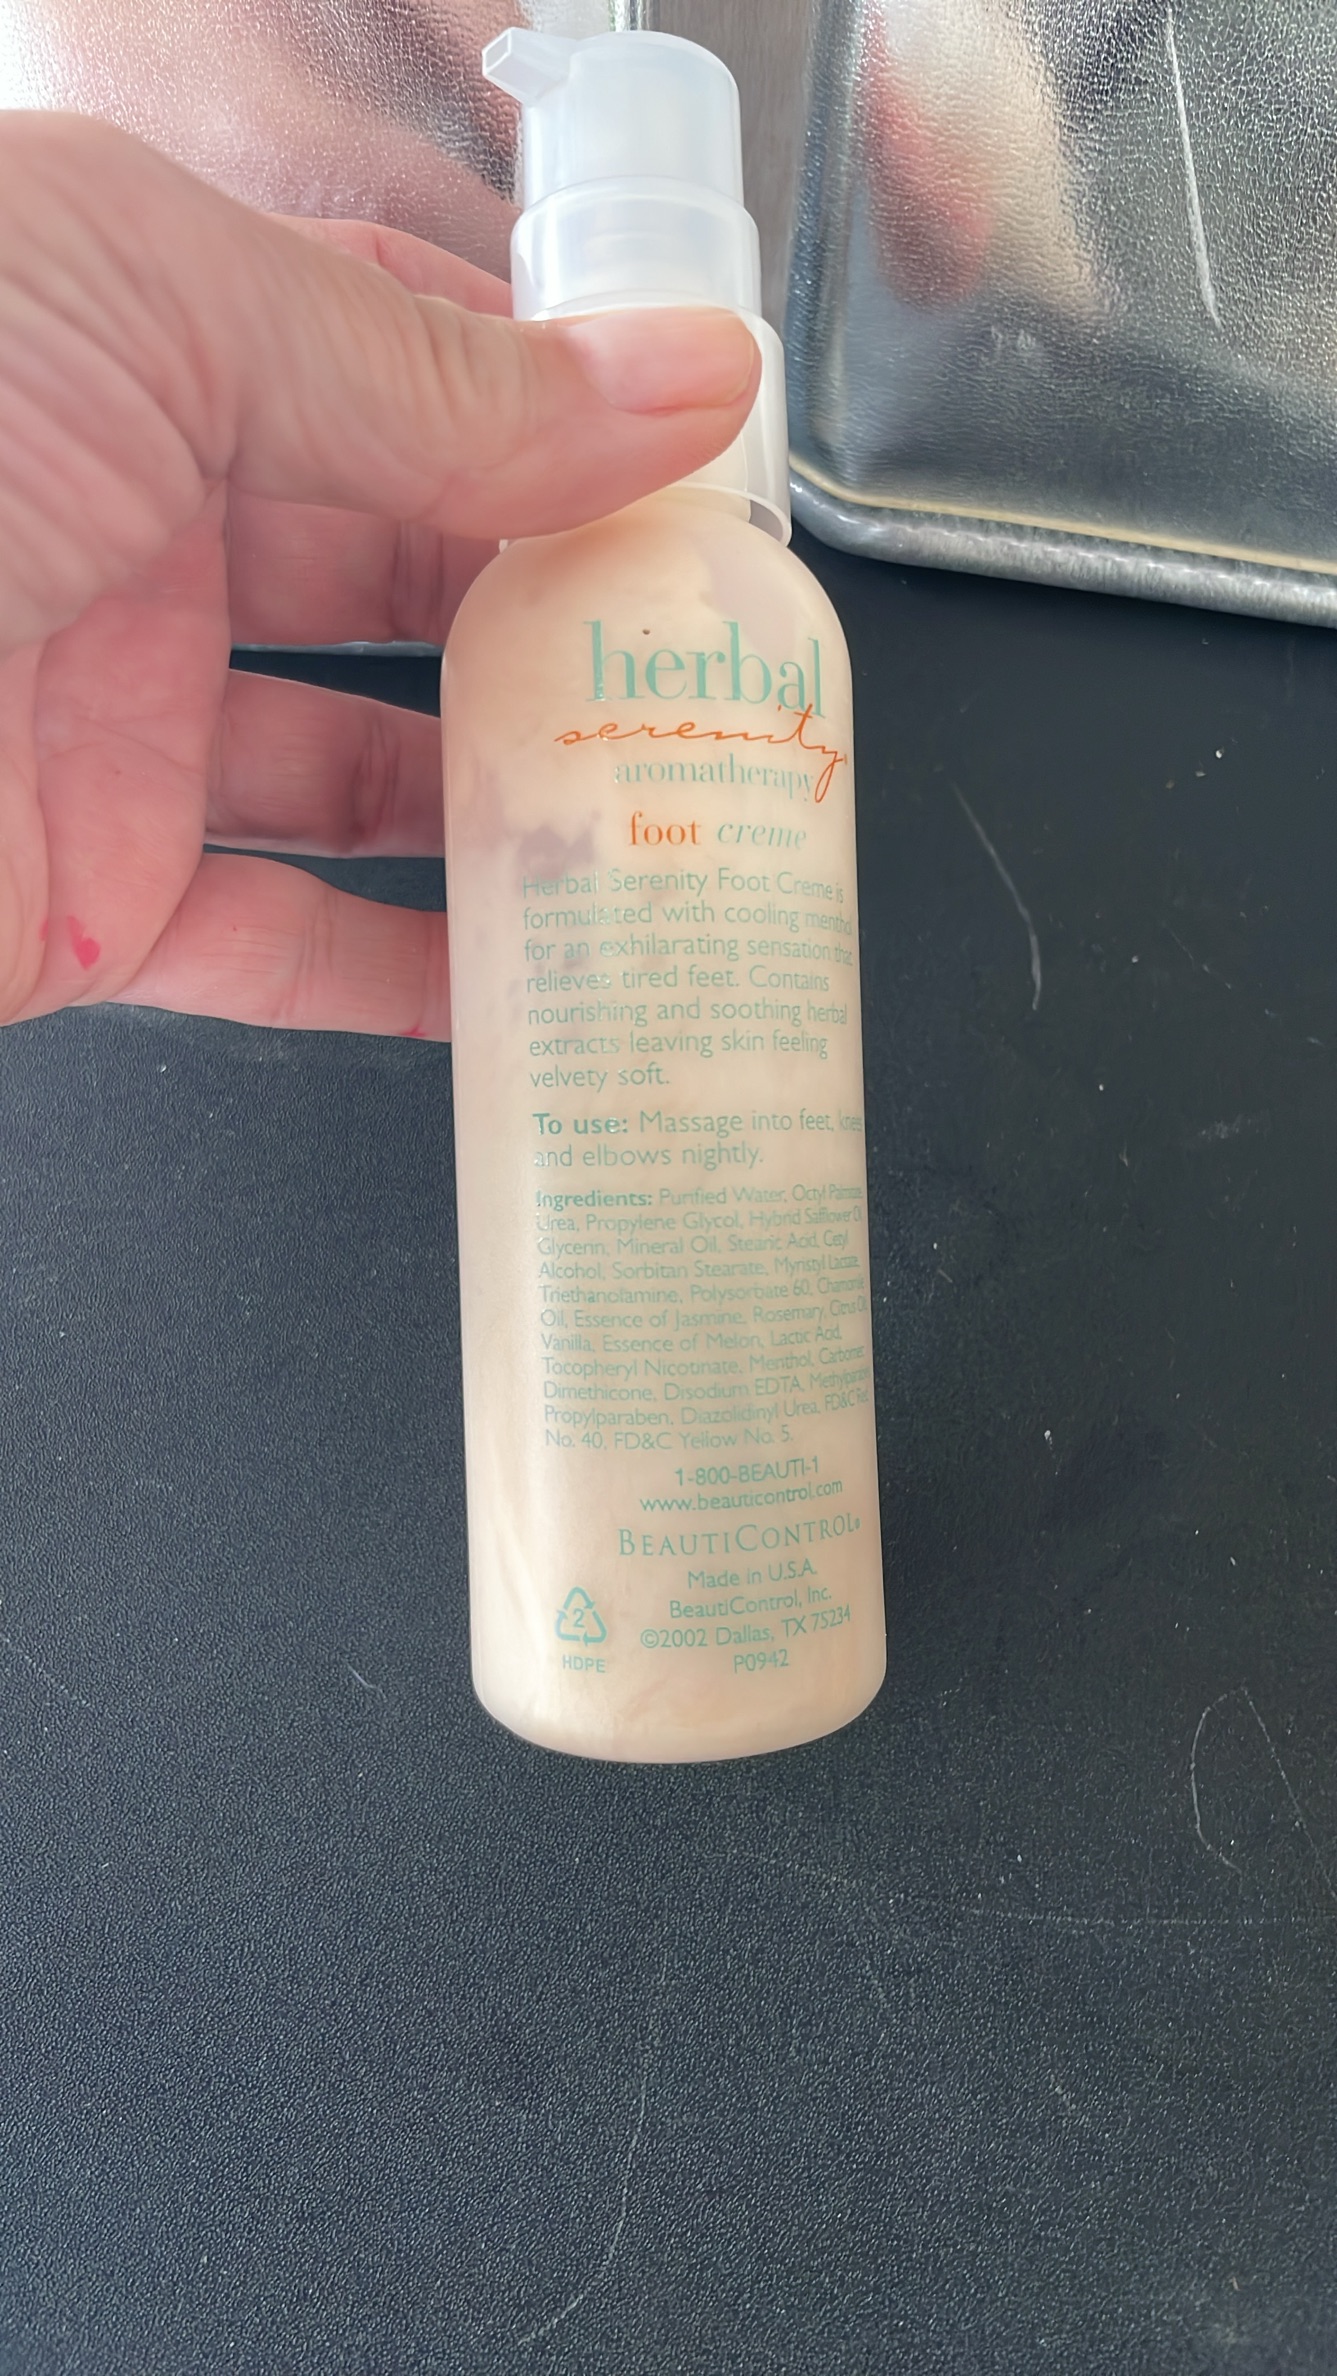 herbal
serenity
aromatherapy
foot creme
Herbal Serenity Foot Creme is
formulated with cooling menthol
for an exhilarating sensation that
relieves tired feet. Contains
nourishing and soothing herbal
extracts leaving skin feeling
velvety soft.
To use: Massage into feet, knees
and elbows nightly.
Ingredients: Purified Water, Octyl Palmitate,
Urea, Propylene Glycol, Hybrid Safflower Oil,
Glycerin, Mineral Oil, Stearic Acid, Cetyl
Alcohol, Sorbitan Stearate, Myristyl Lactate,
Triethanolamine, Polysorbate 60, Chamomile
Oil, Essence of Jasmine, Rosemary, Citrus Oil,
Vanilla, Essence of Melon, Lactic Acid,
Tocopheryl Nicotinate, Menthol, Carbomer,
Dimethicone, Disodium EDTA, Methylparaben,
Propylparaben, Diazolidinyl Urea, FD&C Red
No. 40, FD&C Yellow No. 5.
1-800-BEAUTI-1
www.beauticontrol.com
BEAUTICONTROL®
Made in U.S.A.
BeautiControl, Inc.
©2002 Dallas, TX 75234
P0942
2
HDPE